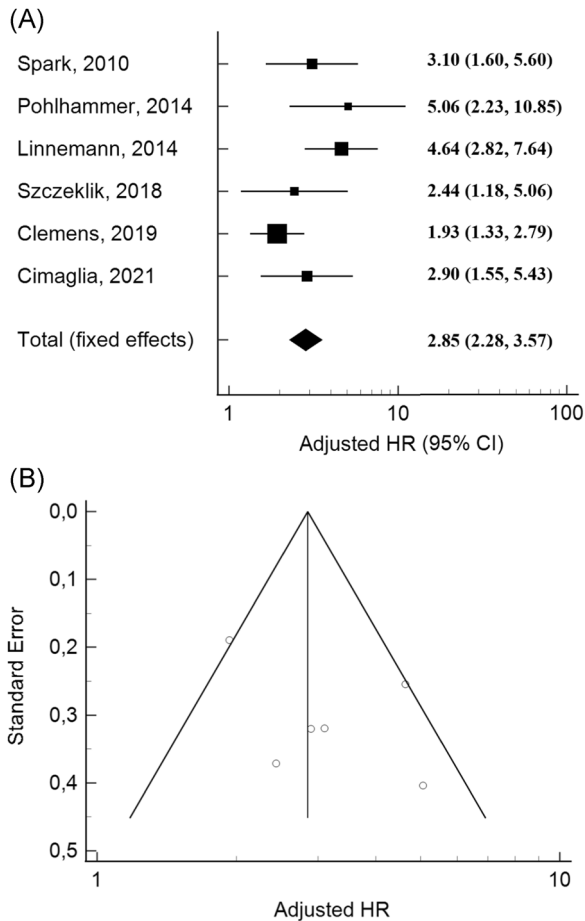 (A)
Spark, 2010 3.10 (1.60, 5.60)
Pohlhammer, 2014 5.06 (2.23, 10.85)
Linnemann, 2014 4.64 (2.82, 7.64)
Szczeklik, 2018 2.44 (1.18, 5.06)
Clemens, 2019 1.93 (1.33, 2.79)
Cimaglia, 2021 2.90 (1.55, 5.43)
Total (fixed effects) 2.85 (2.28, 3.57)
1 10 100
Adjusted HR (95% CI)
(B)
0,0
0,1
0,2
0,3
0,4
0,5
Standard Error
1 10
Adjusted HR